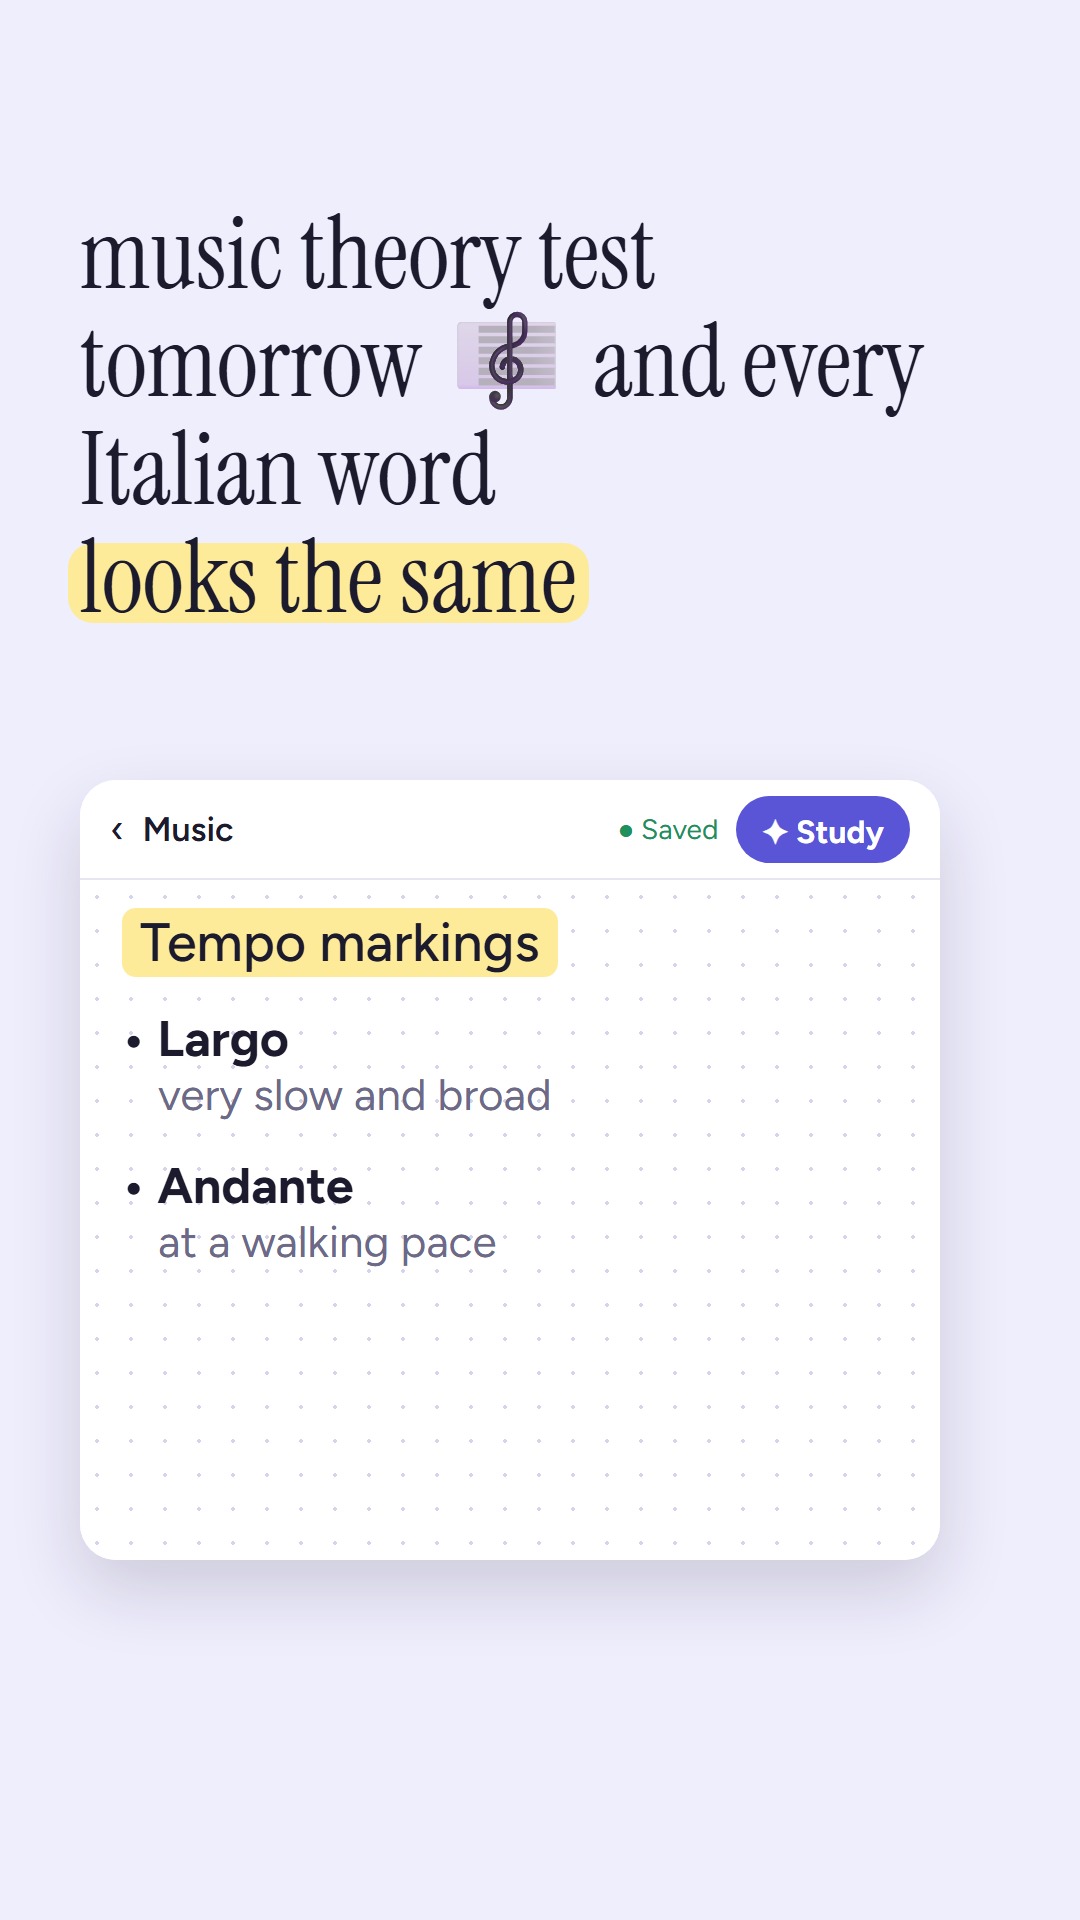 music theory test
tomorrow and every
Italian word
looks the same
‹ Music
● Saved
✦ Study
Tempo markings
• Largo
very slow and broad
• Andante
at a walking pace